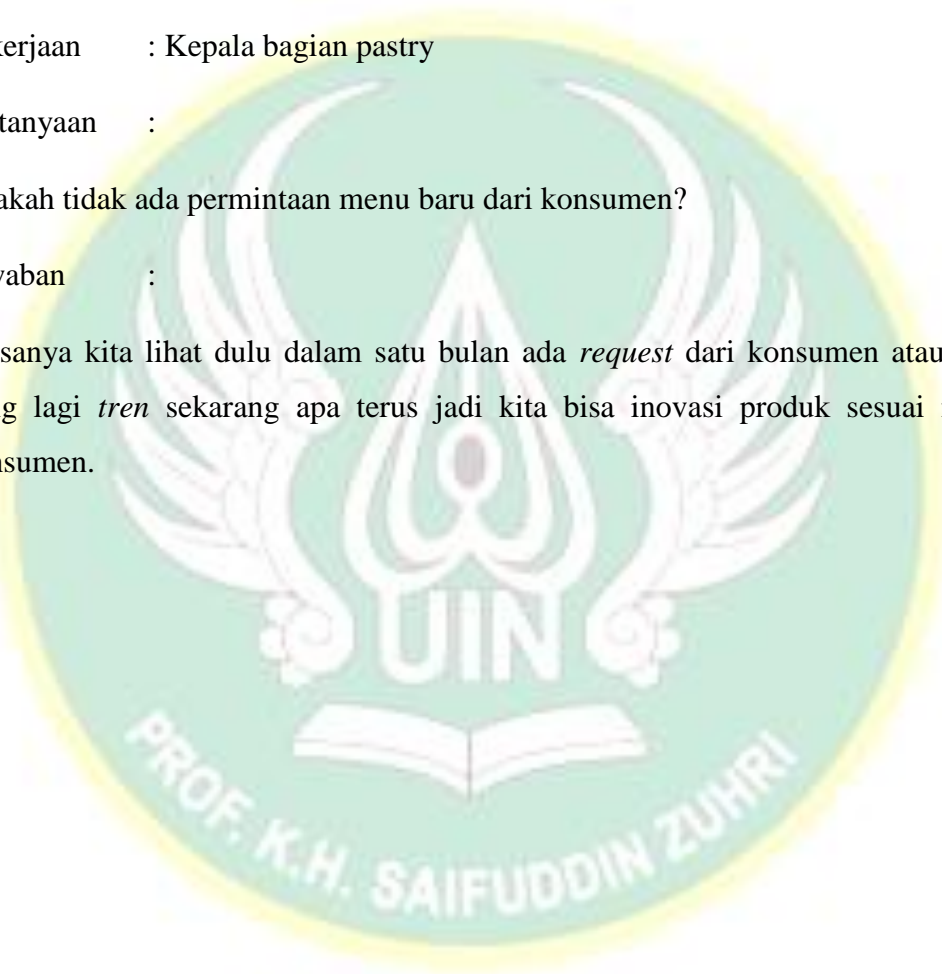 kerjaan : Kepala bagian pastry
tanyaan :
akah tidak ada permintaan menu baru dari konsumen?
vaban :
sanya kita lihat dulu dalam satu bulan ada request dari konsumen atau
g lagi tren sekarang apa terus jadi kita bisa inovasi produk sesuai
nsumen.
UIN
PROF. K.H. SAIFUDDIN ZUHRI